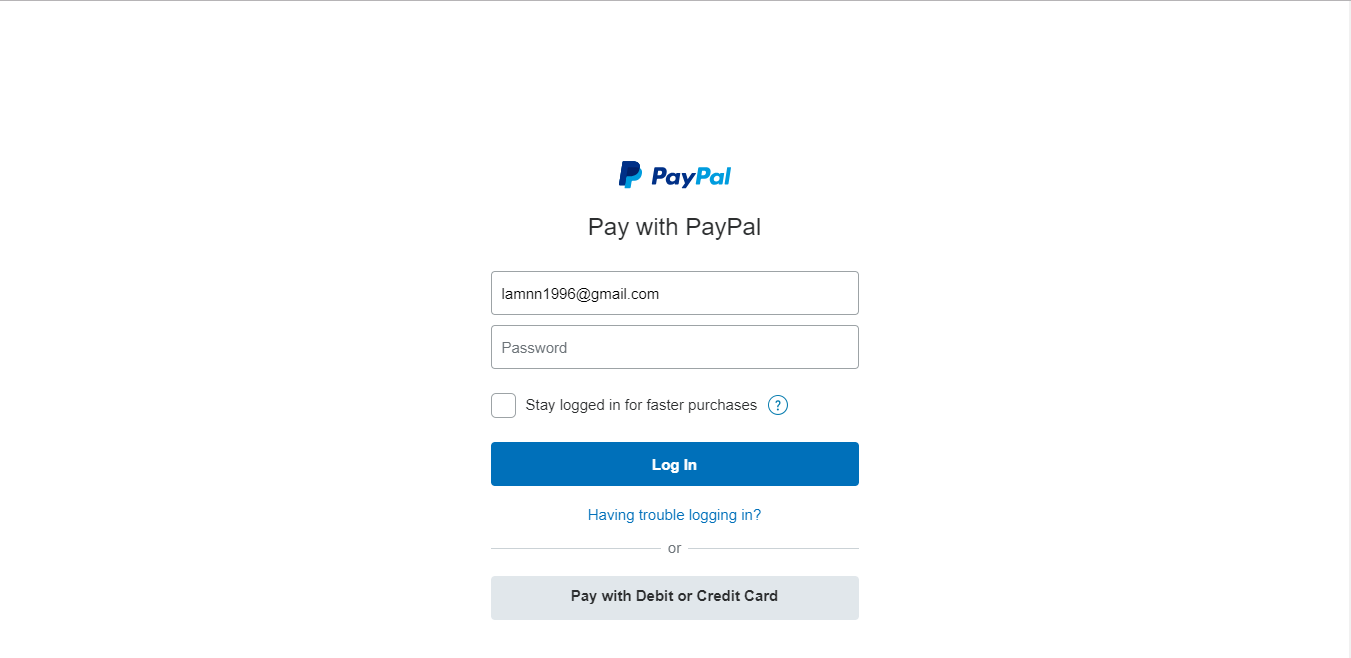 PayPal
Pay with PayPal
lamnn1996@gmail.com
Password
Stay logged in for faster purchases ?
Log In
Having trouble logging in?
or
Pay with Debit or Credit Card